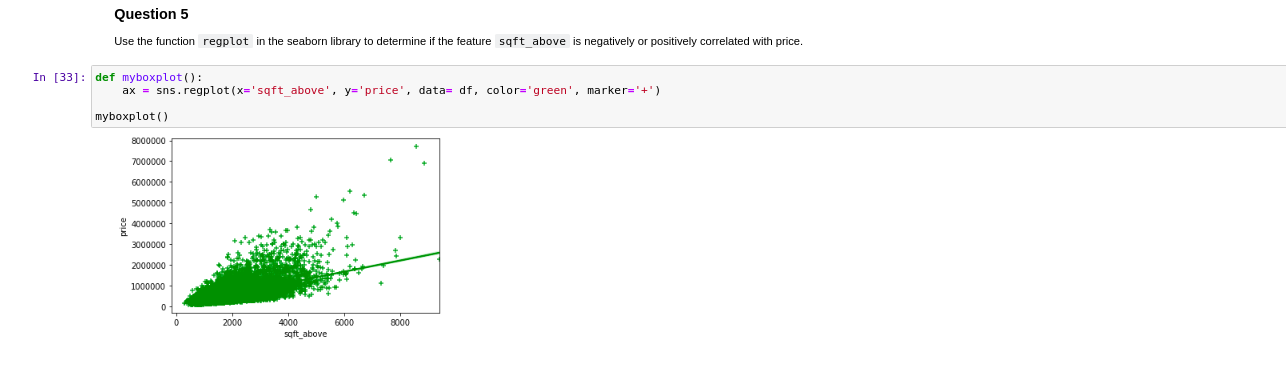 Question 5
Use the function regplot in the seaborn library to determine if the feature sqft_above is negatively or positively correlated with price.
In [33]: def myboxplot():
    ax = sns.regplot(x='sqft_above', y='price', data= df, color='green', marker='+')
myboxplot()
8000000
7000000
6000000
5000000
4000000
3000000
2000000
1000000
0
price
0 2000 4000 6000 8000
sqft_above